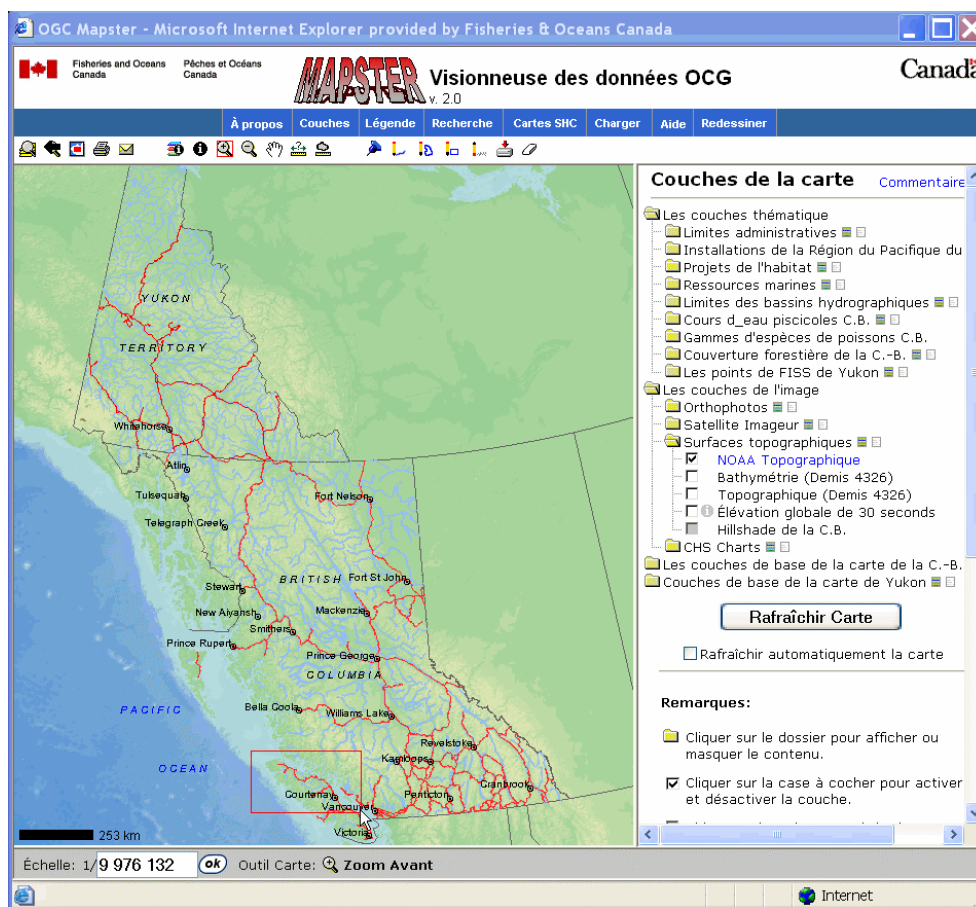 OGC Mapster - Microsoft Internet Explorer provided by Fisheries & Oceans Canada
Fisheries and Oceans Canada
Pêches et Océans Canada
MAPSTER
v. 2.0
Visionneuse des données OCG
Canada
À propos
Couches
Légende
Recherche
Cartes SHC
Charger
Aide
Redessiner
YUKON
TERRITORY
Whitehorse
Atlin
Tulsequah
Fort Nelson
Telegraph Creek
BRITISH
Fort St John
Stewart
New Aiyansh
Mackenzie
Smithers
Prince Rupert
Prince George
COLUMBIA
PACIFIC
Bella Coola
Williams Lake
Revelstoke
OCEAN
Kamloops
Courtenay
Penticton
Cranbrook
Vancouver
Victoria
253 km
Couches de la carte
Commentaire
Les couches thématique
Limites administratives
Installations de la Région du Pacifique du
Projets de l'habitat
Ressources marines
Limites des bassins hydrographiques
Cours d_eau piscicoles C.B.
Gammes d'espèces de poissons C.B.
Couverture forestière de la C.-B.
Les points de FISS de Yukon
Les couches de l'image
Orthophotos
Satellite Imageur
Surfaces topographiques
NOAA Topographique
Bathymétrie (Demis 4326)
Topographique (Demis 4326)
Élévation globale de 30 seconds
Hillshade de la C.B.
CHS Charts
Les couches de base de la carte de la C.-B.
Couches de base de la carte de Yukon
Rafraîchir Carte
Rafraîchir automatiquement la carte
Remarques:
Cliquer sur le dossier pour afficher ou
masquer le contenu.
Cliquer sur la case à cocher pour activer
et désactiver la couche.
Échelle: 1/ 9 976 132
ok
Outil Carte: Zoom Avant
Internet